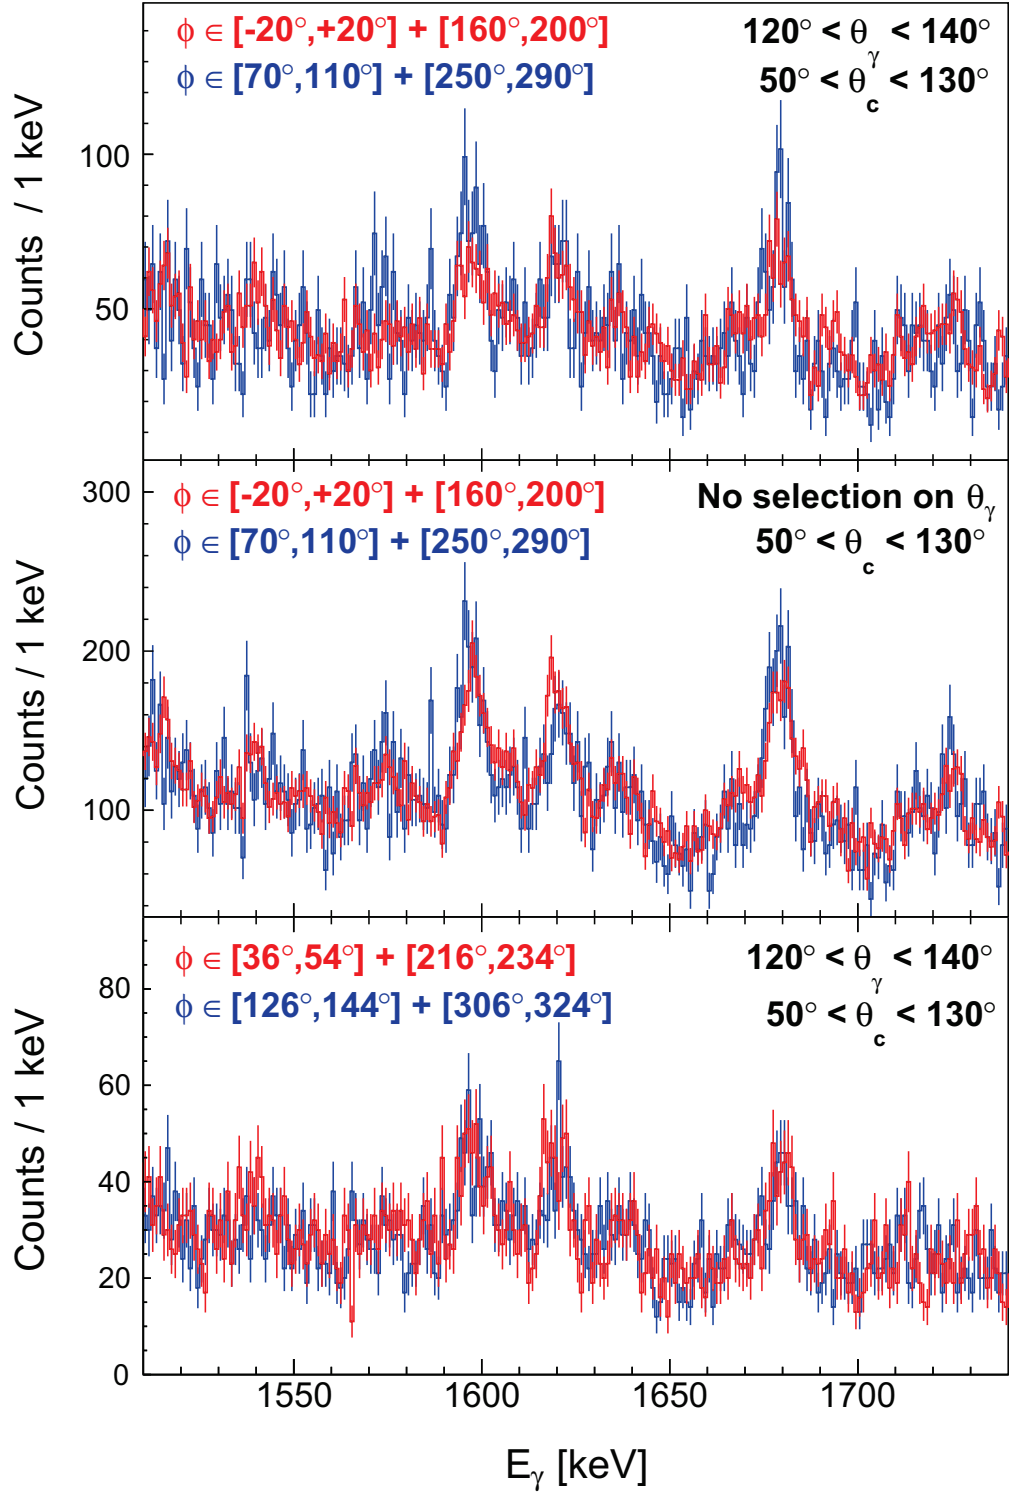 ϕ ∈ [-20°,+20°] + [160°,200°]
120° < θγ < 140°
ϕ ∈ [70°,110°] + [250°,290°]
50° < θc < 130°
100
50
Counts / 1 keV
ϕ ∈ [-20°,+20°] + [160°,200°]
No selection on θγ
ϕ ∈ [70°,110°] + [250°,290°]
50° < θc < 130°
300
200
100
Counts / 1 keV
ϕ ∈ [36°,54°] + [216°,234°]
120° < θγ < 140°
ϕ ∈ [126°,144°] + [306°,324°]
50° < θc < 130°
80
60
40
20
0
Counts / 1 keV
1550 1600 1650 1700
Eγ [keV]